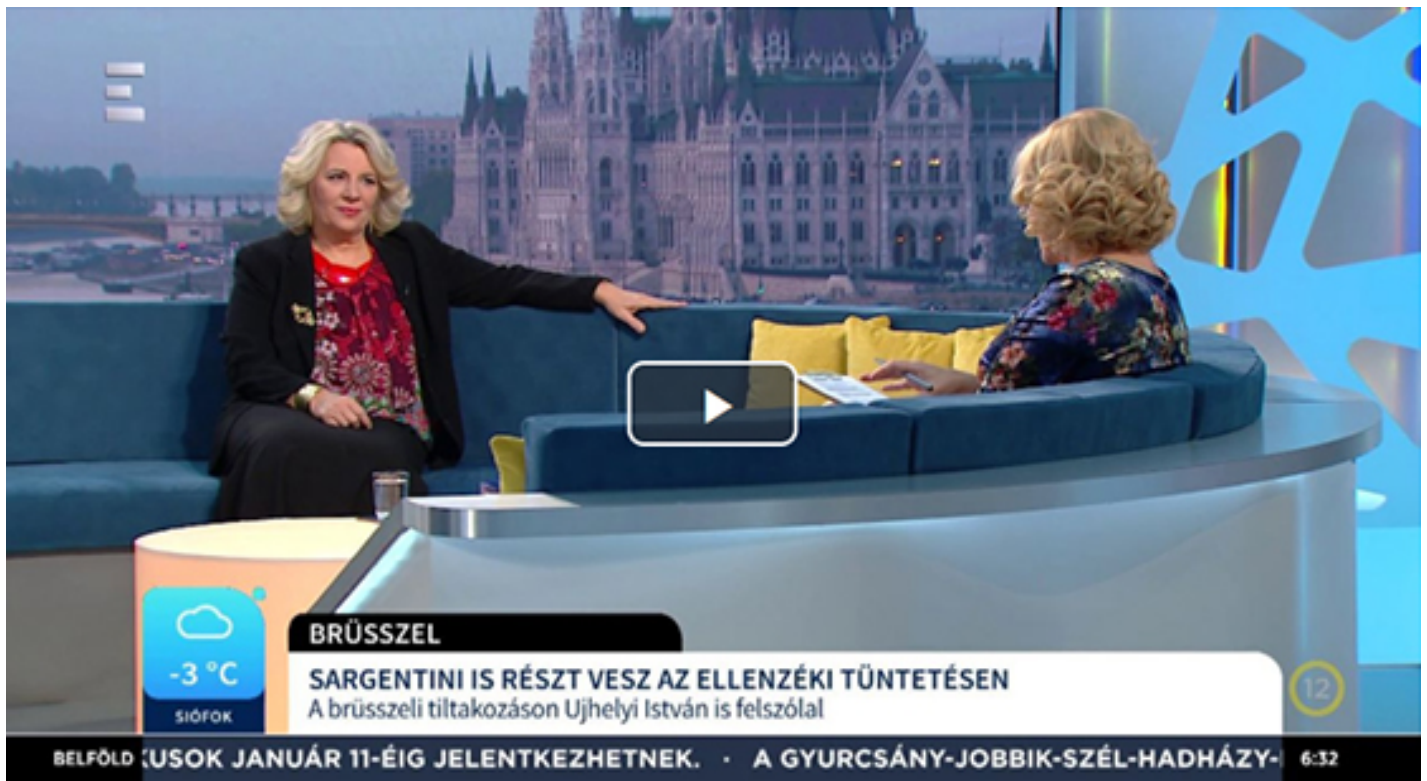 -3 °C
SIÓFOK
BRÜSSZEL
SARGENTINI IS RÉSZT VESZ AZ ELLENZÉKI TÜNTETÉSEN
A brüsszeli tiltakozáson Ujhelyi István is felszólal
12
BELFÖLD KUSOK JANUÁR 11-ÉIG JELENTKEZHETNEK. · A GYURCSÁNY-JOBBIK-SZÉL-HADHÁZY- 6:32